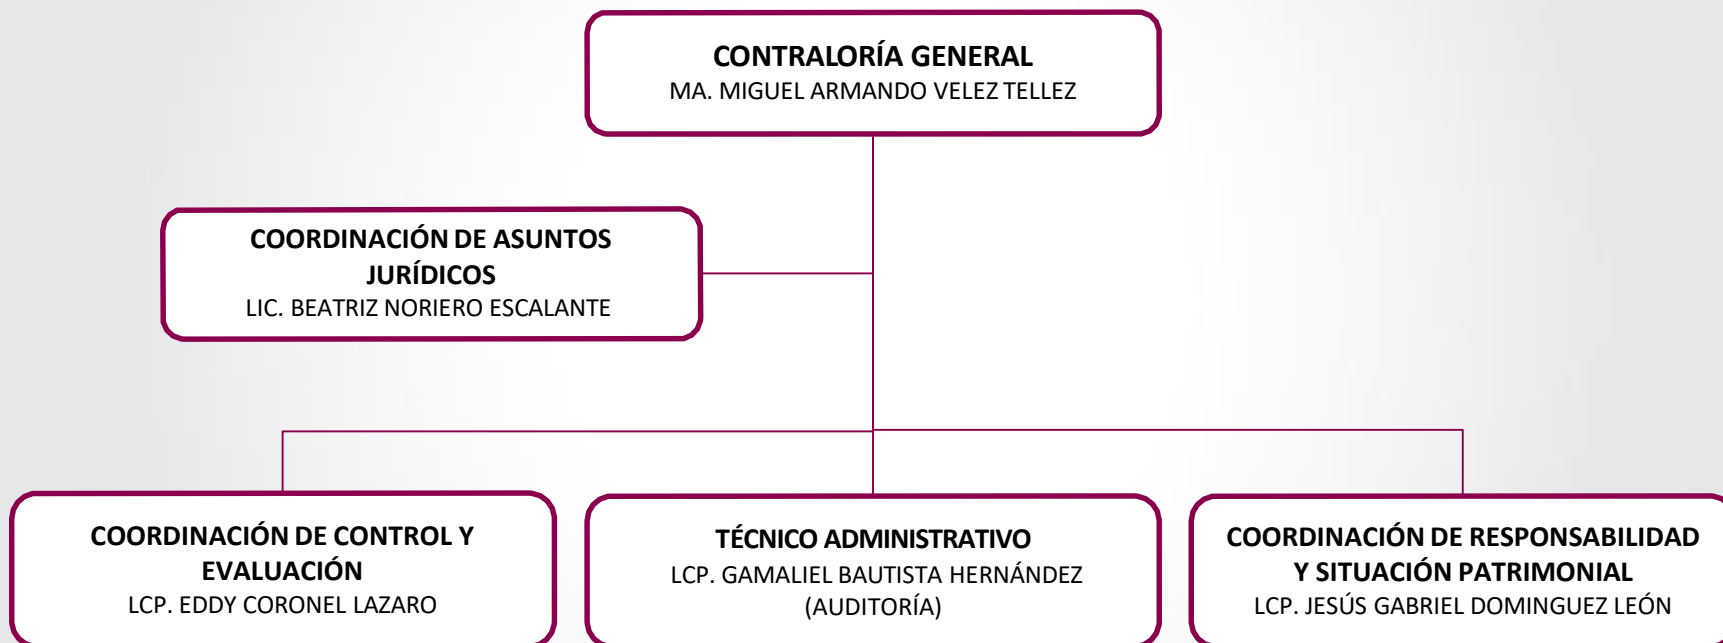 CONTRALORÍA GENERAL
MA. MIGUEL ARMANDO VELEZ TELLEZ
COORDINACIÓN DE ASUNTOS
JURÍDICOS
LIC. BEATRIZ NORIERO ESCALANTE
COORDINACIÓN DE CONTROL Y
EVALUACIÓN
LCP. EDDY CORONEL LAZARO
TÉCNICO ADMINISTRATIVO
LCP. GAMALIEL BAUTISTA HERNÁNDEZ
(AUDITORÍA)
COORDINACIÓN DE RESPONSABILIDAD
Y SITUACIÓN PATRIMONIAL
LCP. JESÚS GABRIEL DOMINGUEZ LEÓN